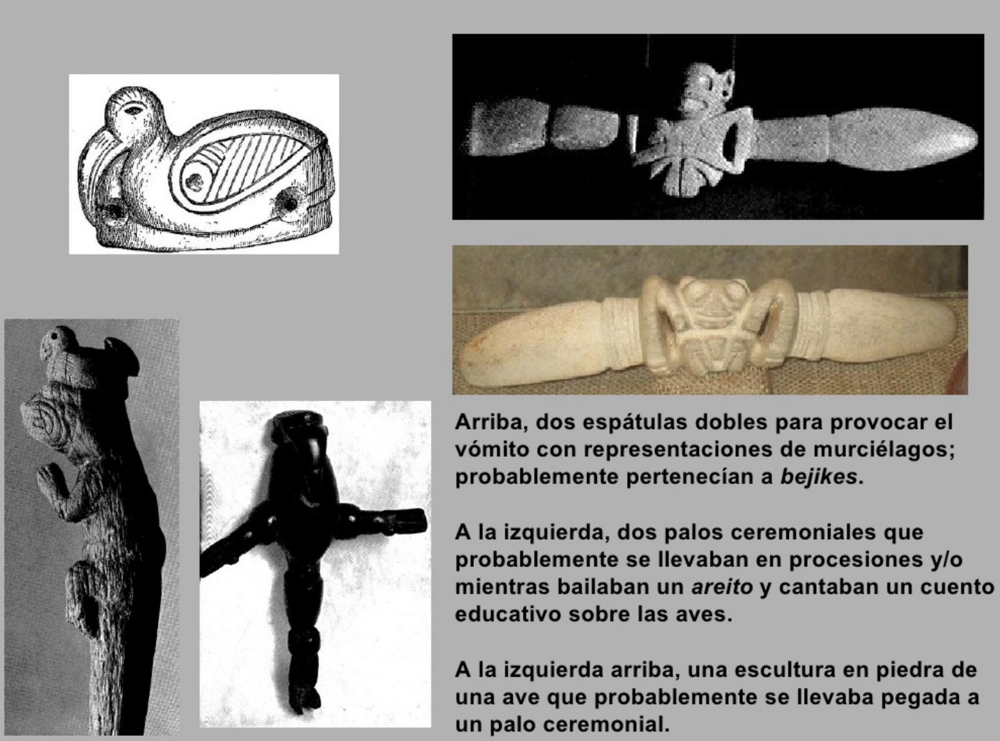 Arriba, dos espátulas dobles para provocar el
vómito con representaciones de murciélagos;
probablemente pertenecían a bejikes.
A la izquierda, dos palos ceremoniales que
probablemente se llevaban en procesiones y/o
mientras bailaban un areito y cantaban un cuento
educativo sobre las aves.
A la izquierda arriba, una escultura en piedra de
una ave que probablemente se llevaba pegada a
un palo ceremonial.